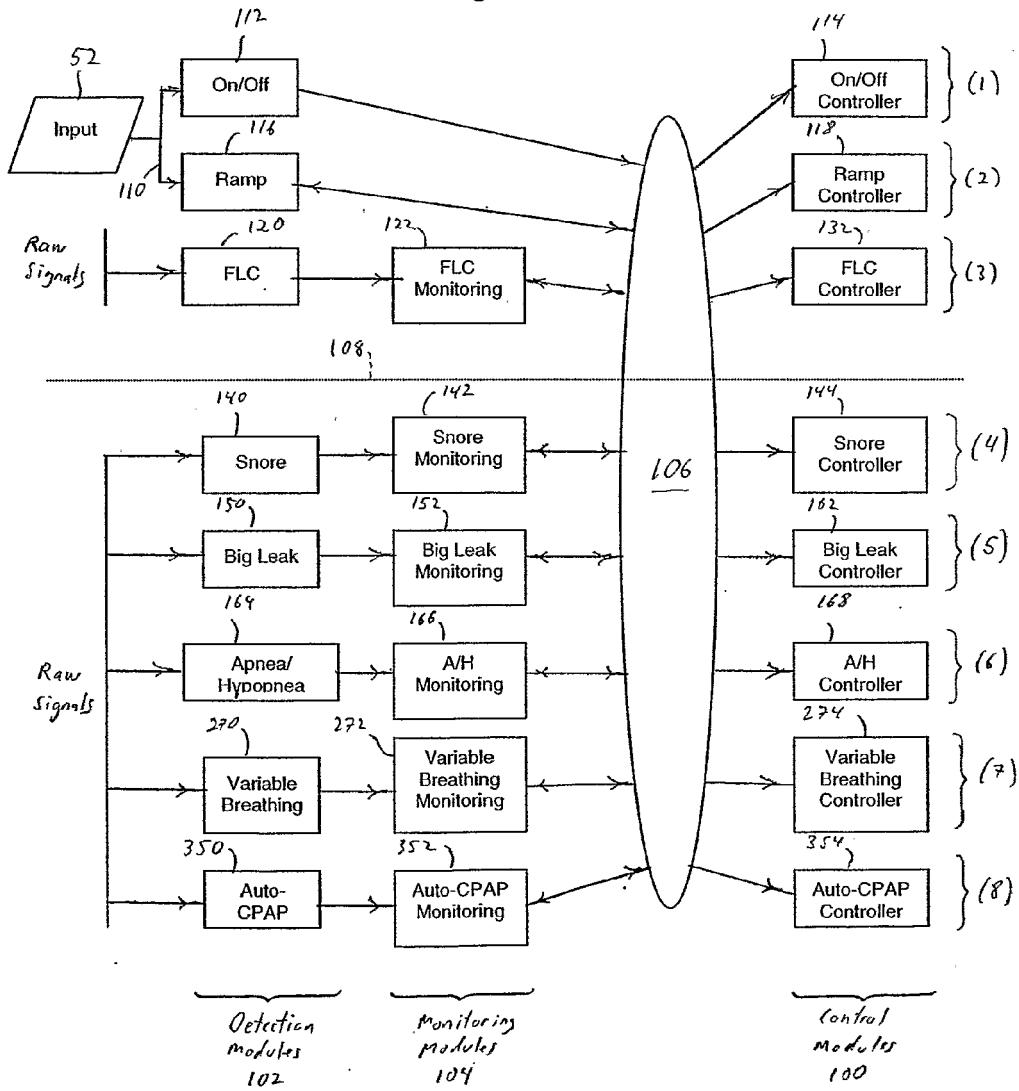 112
114
52
On/Off
On/Off
Controller
(1)
Input
116
118
110
Ramp
Ramp
Controller
(2)
Raw
Signals
120
122
132
FLC
FLC
Monitoring
FLC
Controller
(3)
108
140
142
144
Snore
Snore
Monitoring
Snore
Controller
(4)
106
150
152
162
Big Leak
Big Leak
Monitoring
Big Leak
Controller
(5)
164
166
168
Raw
Signals
Apnea/
Hypopnea
A/H
Monitoring
A/H
Controller
(6)
270
272
274
Variable
Breathing
Variable
Breathing
Monitoring
Variable
Breathing
Controller
(7)
350
352
354
Auto-
CPAP
Auto-CPAP
Monitoring
Auto-CPAP
Controller
(8)
Detection
Modules
102
Monitoring
Modules
104
Control
Modules
100